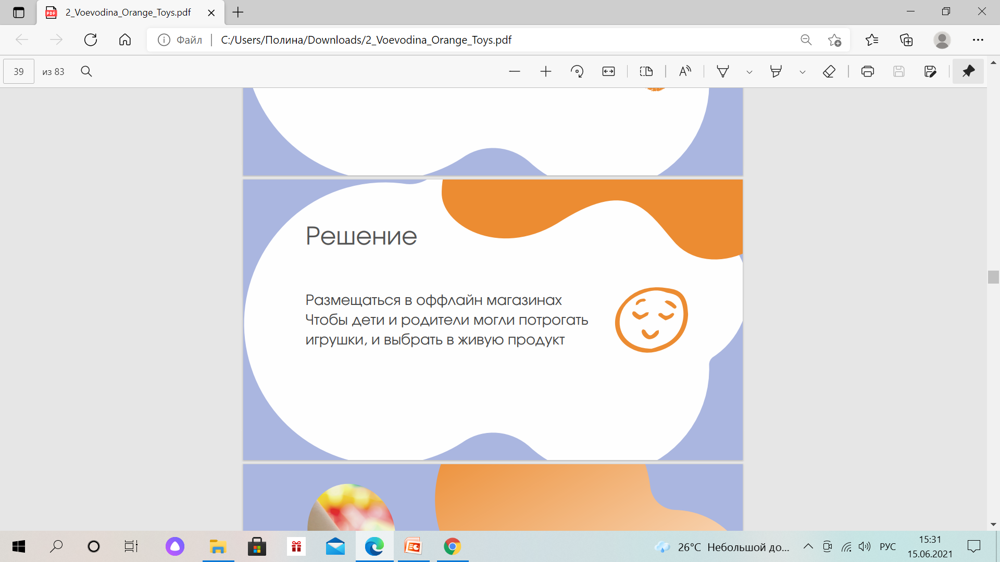 2_Voevodina_Orange_Toys.pdf
Файл
C:/Users/Полина/Downloads/2_Voevodina_Orange_Toys.pdf
39 из 83
Решение
Размещаться в оффлайн магазинах
Чтобы дети и родители могли потрогать
игрушки, и выбрать в живую продукт
26°C Небольшой до...
РУС
15:31
15.06.2021